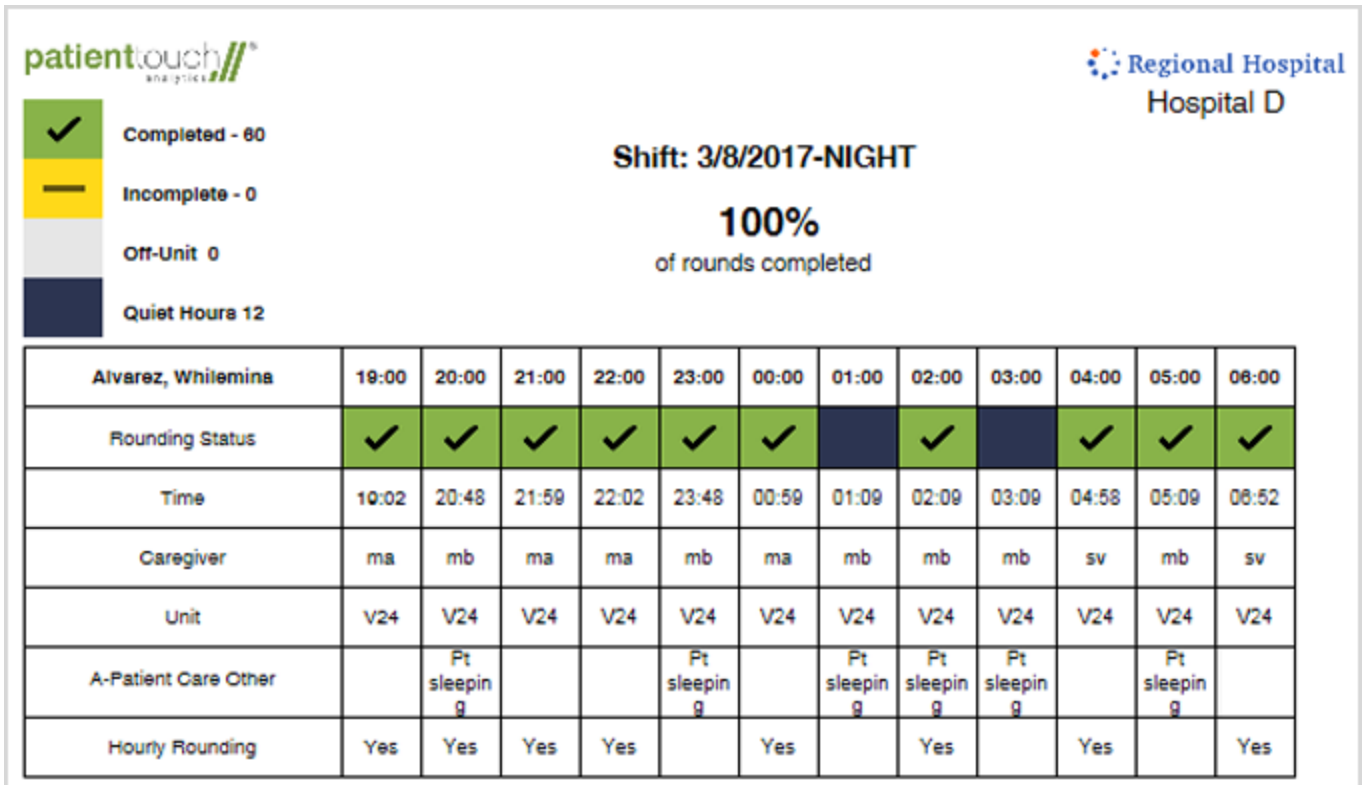 patienttouch
analytics
Regional Hospital
Hospital D
Completed - 60
Incomplete - 0
Off-Unit 0
Quiet Hours 12
Shift: 3/8/2017-NIGHT
100%
of rounds completed
Alvarez, Whilemina 19:00 20:00 21:00 22:00 23:00 00:00 01:00 02:00 03:00 04:00 05:00 06:00
Rounding Status
Time 19:02 20:48 21:59 22:02 23:48 00:59 01:09 02:09 03:09 04:58 05:09 06:52
Caregiver ma mb ma ma mb ma mb mb mb sv mb sv
Unit V24 V24 V24 V24 V24 V24 V24 V24 V24 V24 V24 V24
Pt Pt Pt Pt Pt Pt
A-Patient Care Other sleepin sleepin sleepin sleepin sleepin sleepin
g g g g g g
Hourly Rounding Yes Yes Yes Yes Yes Yes Yes Yes